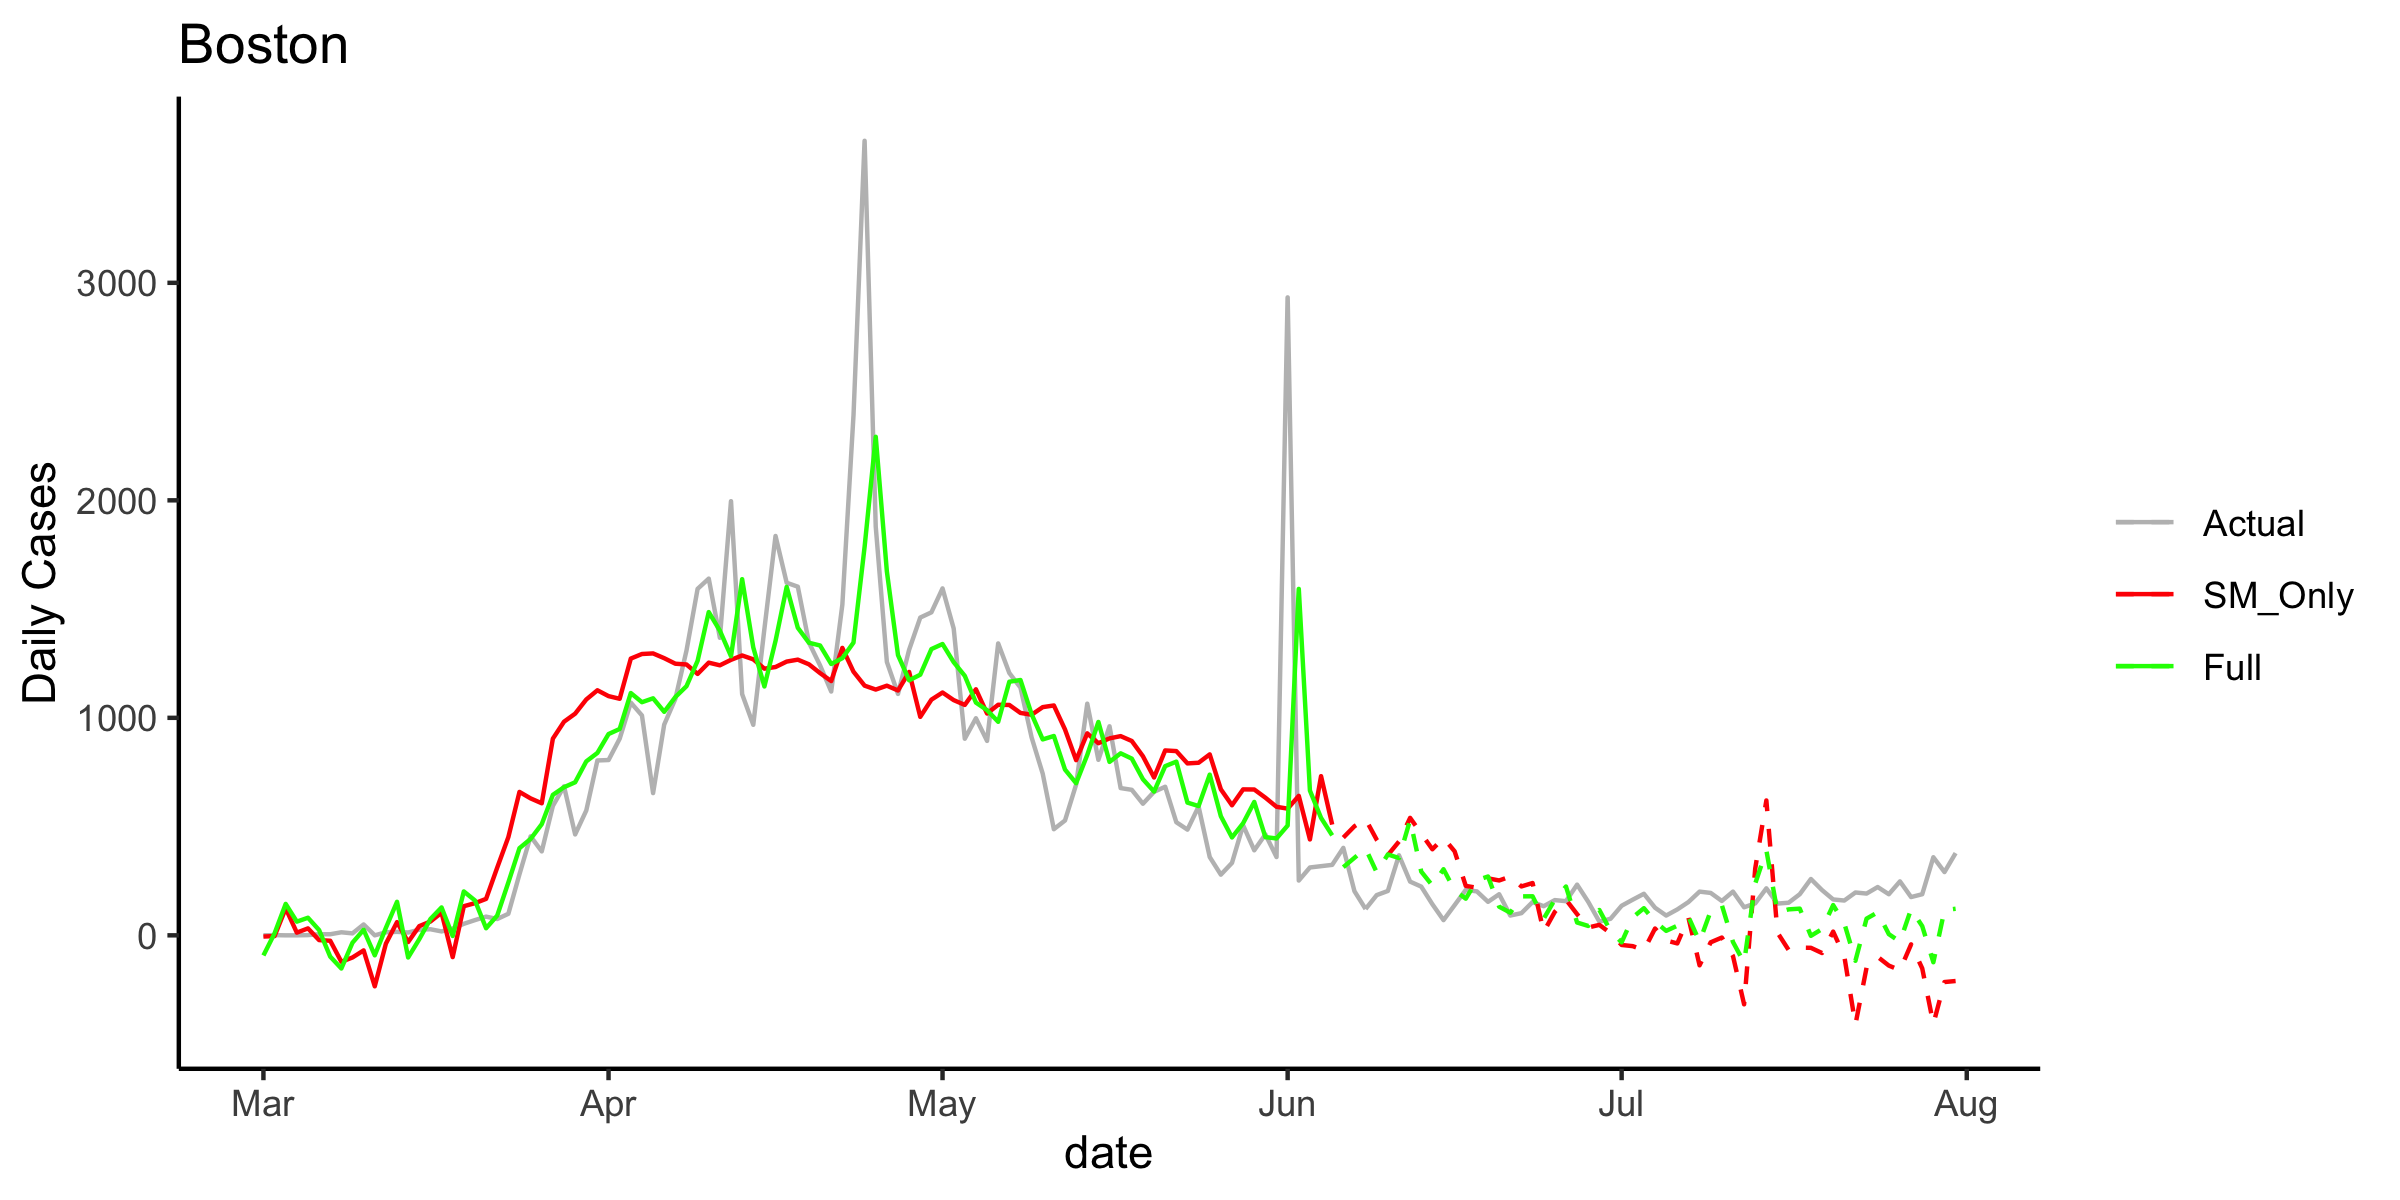 Boston
Daily Cases
3000
2000
1000
0
Mar Apr May Jun Jul Aug
date
Actual
SM_Only
Full